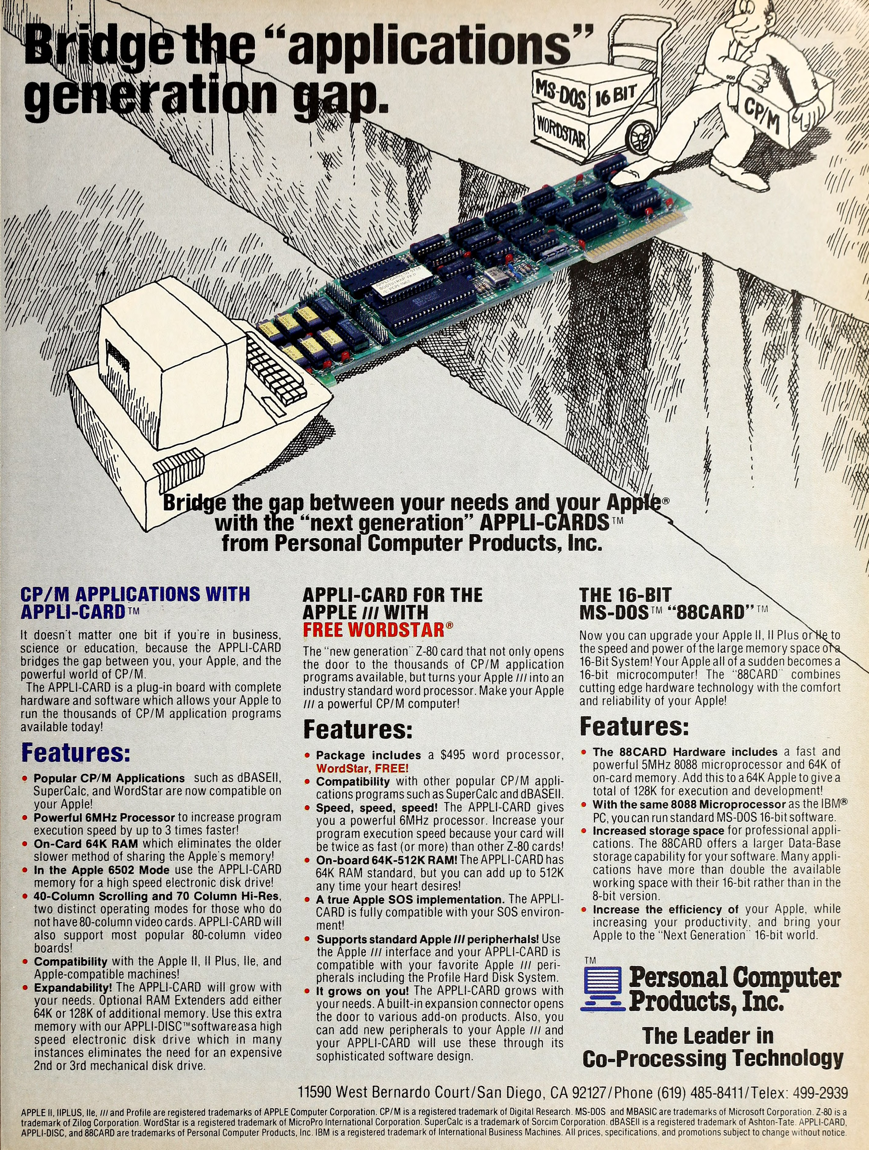 Bridge the “applications”
generation gap.
MS-DOS 16 BIT
WORDSTAR
CP/M
Bridge the gap between your needs and your Apple®
with the “next generation” APPLI-CARDS™
from Personal Computer Products, Inc.
CP/M APPLICATIONS WITH
APPLI-CARD™
It doesn't matter one bit if you're in business,
science or education, because the APPLI-CARD
bridges the gap between you, your Apple, and the
powerful world of CP/M.
The APPLI-CARD is a plug-in board with complete
hardware and software which allows your Apple to
run the thousands of CP/M application programs
available today!
Features:
• Popular CP/M Applications such as dBASEII,
SuperCalc, and WordStar are now compatible on
your Apple!
• Powerful 6MHz Processor to increase program
execution speed by up to 3 times faster!
• On-Card 64K RAM which eliminates the older
slower method of sharing the Apple's memory!
• In the Apple 6502 Mode use the APPLI-CARD
memory for a high speed electronic disk drive!
• 40-Column Scrolling and 70 Column Hi-Res,
two distinct operating modes for those who do
not have 80-column video cards. APPLI-CARD will
also support most popular 80-column video
boards!
• Compatibility with the Apple II, II Plus, IIe, and
Apple-compatible machines!
• Expandability! The APPLI-CARD will grow with
your needs. Optional RAM Extenders add either
64K or 128K of additional memory. Use this extra
memory with our APPLI-DISC™ software as a high
speed electronic disk drive which in many
instances eliminates the need for an expensive
2nd or 3rd mechanical disk drive.
APPLI-CARD FOR THE
APPLE /// WITH
FREE WORDSTAR®
The “new generation” Z-80 card that not only opens
the door to the thousands of CP/M application
programs available, but turns your Apple /// into an
industry standard word processor. Make your Apple
/// a powerful CP/M computer!
Features:
• Package includes a $495 word processor,
WordStar, FREE!
• Compatibility with other popular CP/M appli-
cations programs such as SuperCalc and dBASEII.
• Speed, speed, speed! The APPLI-CARD gives
you a powerful 6MHz processor. Increase your
program execution speed because your card will
be twice as fast (or more) than other Z-80 cards!
• On-board 64K-512K RAM! The APPLI-CARD has
64K RAM standard, but you can add up to 512K
any time your heart desires!
• A true Apple SOS implementation. The APPLI-
CARD is fully compatible with your SOS environ-
ment!
• Supports standard Apple /// peripherhals! Use
the Apple /// interface and your APPLI-CARD is
compatible with your favorite Apple /// peri-
pherals including the Profile Hard Disk System.
• It grows on you! The APPLI-CARD grows with
your needs. A built-in expansion connector opens
the door to various add-on products. Also, you
can add new peripherals to your Apple /// and
your APPLI-CARD will use these through its
sophisticated software design.
THE 16-BIT
MS-DOS™ “88CARD”™
Now you can upgrade your Apple II, II Plus or IIe to
the speed and power of the large memory space of a
16-Bit System! Your Apple all of a sudden becomes a
16-bit microcomputer! The “88CARD” combines
cutting edge hardware technology with the comfort
and reliability of your Apple!
Features:
• The 88CARD Hardware includes a fast and
powerful 5MHz 8088 microprocessor and 64K of
on-card memory. Add this to a 64K Apple to give a
total of 128K for execution and development!
• With the same 8088 Microprocessor as the IBM®
PC, you can run standard MS-DOS 16-bit software.
• Increased storage space for professional appli-
cations. The 88CARD offers a larger Data-Base
storage capability for your software. Many appli-
cations have more than double the available
working space with their 16-bit rather than in the
8-bit version.
• Increase the efficiency of your Apple, while
increasing your productivity, and bring your
Apple to the “Next Generation” 16-bit world.
TM
Personal Computer
Products, Inc.
The Leader in
Co-Processing Technology
11590 West Bernardo Court/San Diego, CA 92127/Phone (619) 485-8411/Telex: 499-2939
APPLE II, IIPLUS, IIe, /// and Profile are registered trademarks of APPLE Computer Corporation. CP/M is a registered trademark of Digital Research. MS-DOS and MBASIC are trademarks of Microsoft Corporation. Z-80 is a
trademark of Zilog Corporation. WordStar is a registered trademark of MicroPro International Corporation. SuperCalc is a trademark of Sorcim Corporation. dBASEII is a registered trademark of Ashton-Tate. APPLI-CARD,
APPLI-DISC, and 88CARD are trademarks of Personal Computer Products, Inc. IBM is a registered trademark of International Business Machines. All prices, specifications, and promotions subject to change without notice.